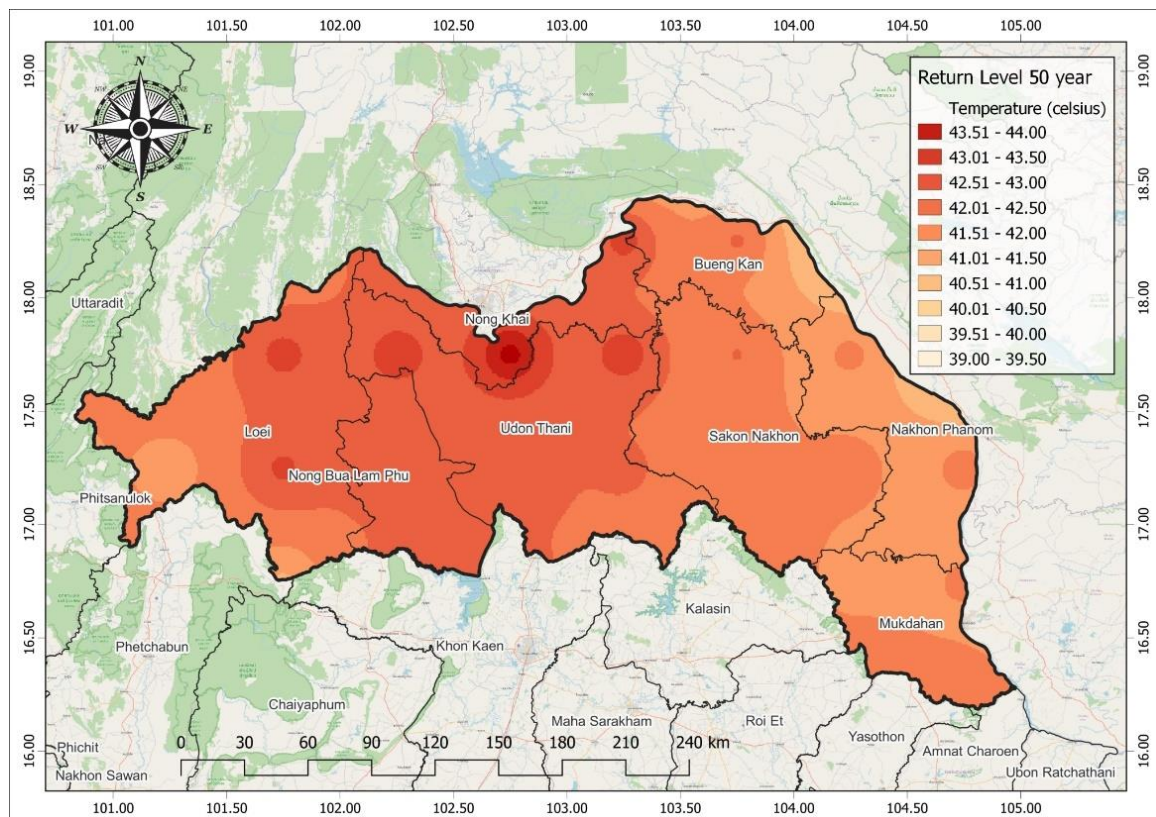 101.00 101.50 102.00 102.50 103.00 103.50 104.00 104.50 105.00
19.00 19.00
Return Level 50 year
Temperature (celsius)
43.51 - 44.00
43.01 - 43.50
42.51 - 43.00
42.01 - 42.50
41.51 - 42.00
41.01 - 41.50
40.51 - 41.00
40.01 - 40.50
39.51 - 40.00
39.00 - 39.50
N
NW NE
W E
SW SE
S
18.50 18.50
Bueng Kan
Uttaradit
18.00 18.00
Nong Khai
17.50 17.50
Loei
Udon Thani
Sakon Nakhon
Nakhon Phanom
Nong Bua Lam Phu
Phitsanulok
17.00 17.00
Kalasin
Mukdahan
16.50 16.50
Phetchabun
Khon Kaen
Chaiyaphum
Maha Sarakham
Roi Et
Yasothon
Amnat Charoen
Phichit
16.00 16.00
0 30 60 90 120 150 180 210 240 km
Nakhon Sawan
Ubon Ratchathani
101.00 101.50 102.00 102.50 103.00 103.50 104.00 104.50 105.00